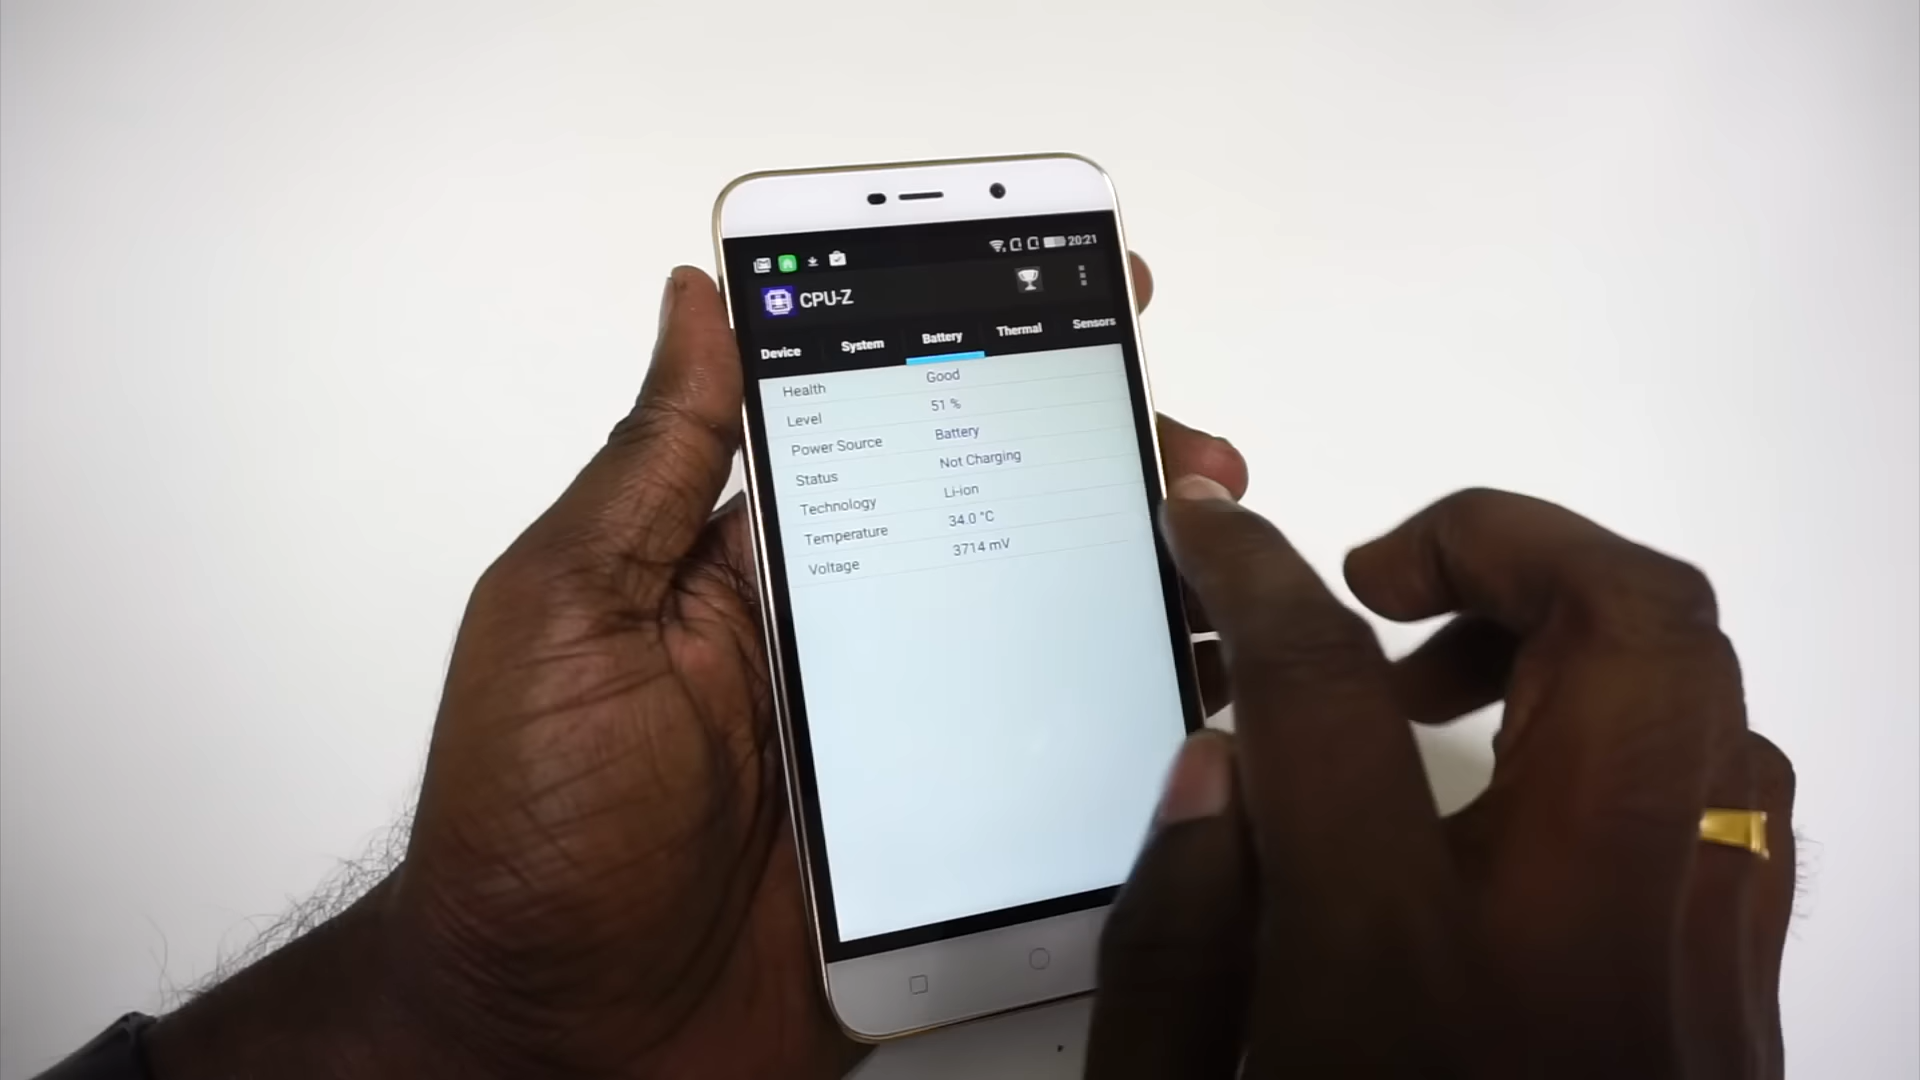 20:21
CPU-Z
Device System Battery Thermal Sensors
Health Good
Level 51 %
Power Source Battery
Status Not Charging
Technology Li-ion
Temperature 34.0 °C
Voltage 3714 mV